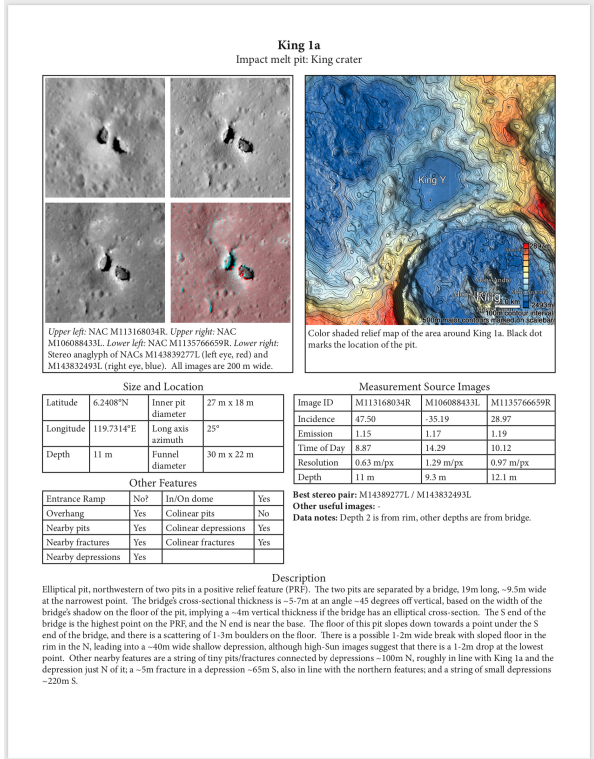 King 1a
Impact melt pit: King crater
Upper left: NAC M113168034R. Upper right: NAC
M106088433L. Lower left: NAC M1135766659R. Lower right:
Stereo anaglyph of NACs M143839277L (left eye, red) and
M143832493L (right eye, blue).  All images are 200 m wide.
King Y
King
100m contour interval
500m major contours marked on scalebar
Color shaded relief map of the area around King 1a. Black dot
marks the location of the pit.
Size and Location
Latitude 6.2408°N Inner pit diameter 27 m x 18 m
Longitude 119.7314°E Long axis azimuth 25°
Depth 11 m Funnel diameter 30 m x 22 m
Other Features
Entrance Ramp No? In/On dome Yes
Overhang Yes Colinear pits No
Nearby pits Yes Colinear depressions Yes
Nearby fractures Yes Colinear fractures Yes
Nearby depressions Yes
Measurement Source Images
Image ID M113168034R M106088433L M1135766659R
Incidence 47.50 -35.19 28.97
Emission 1.15 1.17 1.19
Time of Day 8.87 14.29 10.12
Resolution 0.63 m/px 1.29 m/px 0.97 m/px
Depth 11 m 9.3 m 12.1 m
Best stereo pair: M14389277L / M143832493L
Other useful images: -
Data notes: Depth 2 is from rim, other depths are from bridge.
Description
Elliptical pit, northwestern of two pits in a positive relief feature (PRF).  The two pits are separated by a bridge, 19m long, ~9.5m wide
at the narrowest point.  The bridge's cross-sectional thickness is ~5-7m at an angle ~45 degrees off vertical, based on the width of the
bridge's shadow on the floor of the pit, implying a ~4m vertical thickness if the bridge has an elliptical cross-section.  The S end of the
bridge is the highest point on the PRF, and the N end is near the base.  The floor of this pit slopes down towards a point under the S
end of the bridge, and there is a scattering of 1-3m boulders on the floor.  There is a possible 1-2m wide break with sloped floor in the
rim in the N, leading into a ~40m wide shallow depression, although high-Sun images suggest that there is a 1-2m drop at the lowest
point.  Other nearby features are a string of tiny pits/fractures connected by depressions ~100m N, roughly in line with King 1a and the
depression just N of it; a ~5m fracture in a depression ~65m S, also in line with the northern features; and a string of small depressions
~220m S.